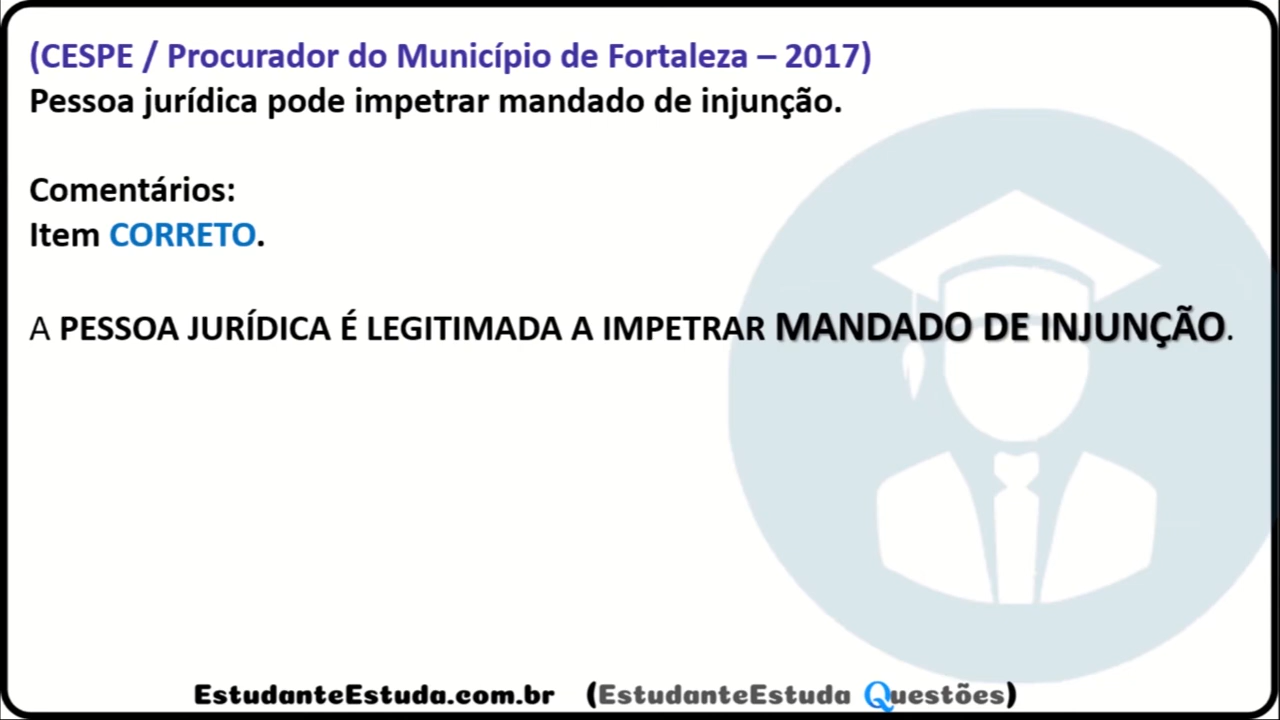 (CESPE / Procurador do Município de Fortaleza – 2017)
Pessoa jurídica pode impetrar mandado de injunção.
Comentários:
Item CORRETO.
A PESSOA JURÍDICA É LEGITIMADA A IMPETRAR MANDADO DE INJUNÇÃO.
EstudanteEstuda.com.br (EstudanteEstuda Questões)